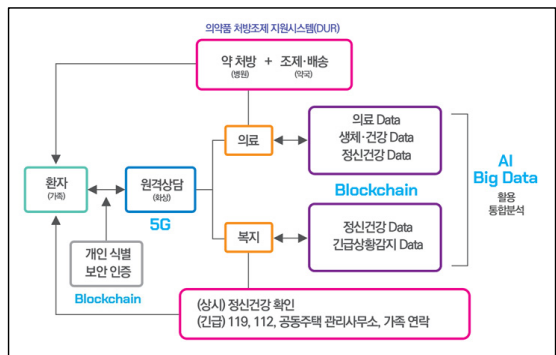 의약품 처방조제 지원시스템(DUR)
약 처방 + 조제·배송
(병원) (약국)
의료
의료 Data
생체·건강 Data
정신건강 Data
AI
Big Data
활용
통합분석
환자
(가족)
원격상담
(화상)
5G
Blockchain
복지
정신건강 Data
긴급상황감지 Data
개인 식별
보안 인증
Blockchain
(상시) 정신건강 확인
(긴급) 119, 112, 공동주택 관리사무소, 가족 연락